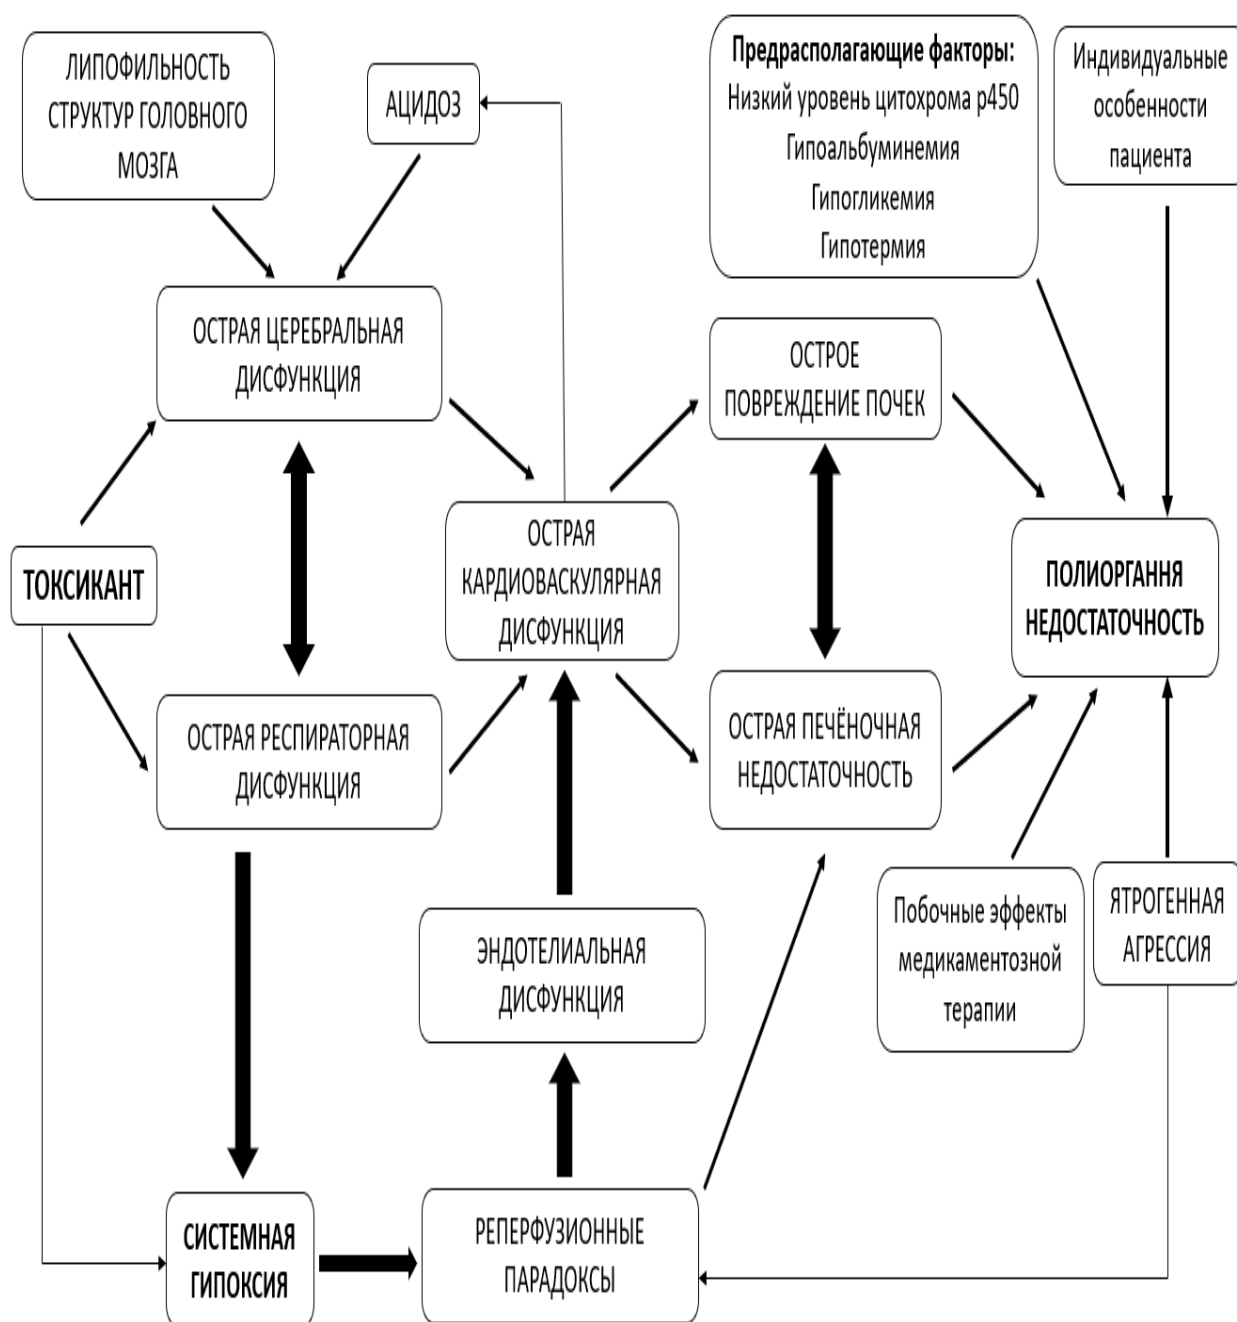 ЛИПОФИЛЬНОСТЬ
СТРУКТУР ГОЛОВНОГО
МОЗГА
АЦИДОЗ
Предрасполагающие факторы:
Низкий уровень цитохрома р450
Гипоальбуминемия
Гипогликемия
Гипотермия
Индивидуальные
особенности
пациента
ОСТРАЯ ЦЕРЕБРАЛЬНАЯ
ДИСФУНКЦИЯ
ОСТРОЕ
ПОВРЕЖДЕНИЕ ПОЧЕК
ТОКСИКАНТ
ОСТРАЯ
КАРДИОВАСКУЛЯРНАЯ
ДИСФУНКЦИЯ
ПОЛИОРГАННЯ
НЕДОСТАТОЧНОСТЬ
ОСТРАЯ РЕСПИРАТОРНАЯ
ДИСФУНКЦИЯ
ОСТРАЯ ПЕЧЁНОЧНАЯ
НЕДОСТАТОЧНОСТЬ
ЭНДОТЕЛИАЛЬНАЯ
ДИСФУНКЦИЯ
Побочные эффекты
медикаментозной
терапии
ЯТРОГЕННАЯ
АГРЕССИЯ
СИСТЕМНАЯ
ГИПОКСИЯ
РЕПЕРФУЗИОННЫЕ
ПАРАДОКСЫ